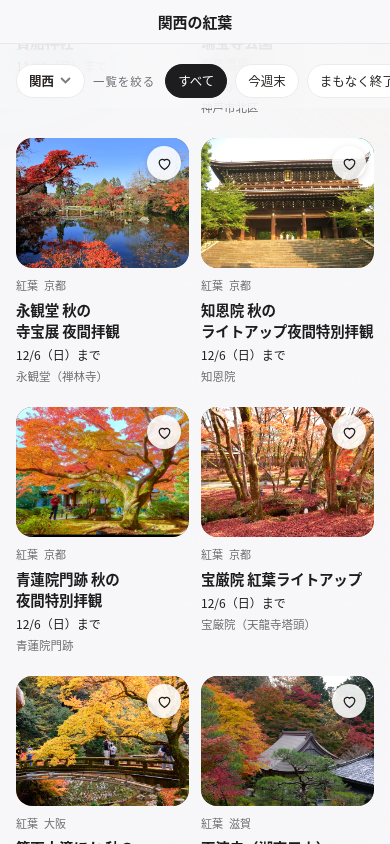 関西の紅葉
関西
一覧を絞る
すべて
今週末
まもなく終了
神戸市北区
紅葉 京都
永観堂 秋の
寺宝展 夜間拝観
12/6（日）まで
永観堂（禅林寺）
紅葉 京都
知恩院 秋の
ライトアップ夜間特別拝観
12/6（日）まで
知恩院
紅葉 京都
青蓮院門跡 秋の
夜間特別拝観
12/6（日）まで
青蓮院門跡
紅葉 京都
宝厳院 紅葉ライトアップ
12/6（日）まで
宝厳院（天龍寺塔頭）
紅葉 大阪
紅葉 滋賀